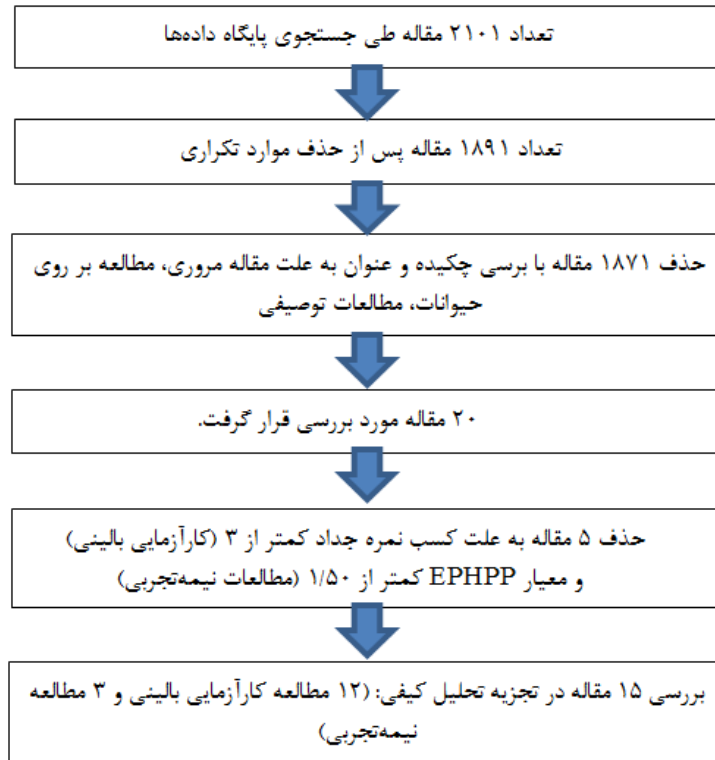 تعداد ۲۱۰۱ مقاله طی جستجوی پایگاه داده‌ها
تعداد ۱۸۹۱ مقاله پس از حذف موارد تکراری
حذف ۱۸۷۱ مقاله با برسی چکیده و عنوان به علت مقاله مروری، مطالعه بر روی
حیوانات، مطالعات توصیفی
۲۰ مقاله مورد بررسی قرار گرفت.
حذف ۵ مقاله به علت کسب نمره جداد کمتر از ۳ (کارآزمایی بالینی)
و معیار EPHPP کمتر از ۱/۵۰ (مطالعات نیمه‌تجربی)
بررسی ۱۵ مقاله در تجزیه تحلیل کیفی: (۱۲ مطالعه کارآزمایی بالینی و ۳ مطالعه
نیمه‌تجربی)